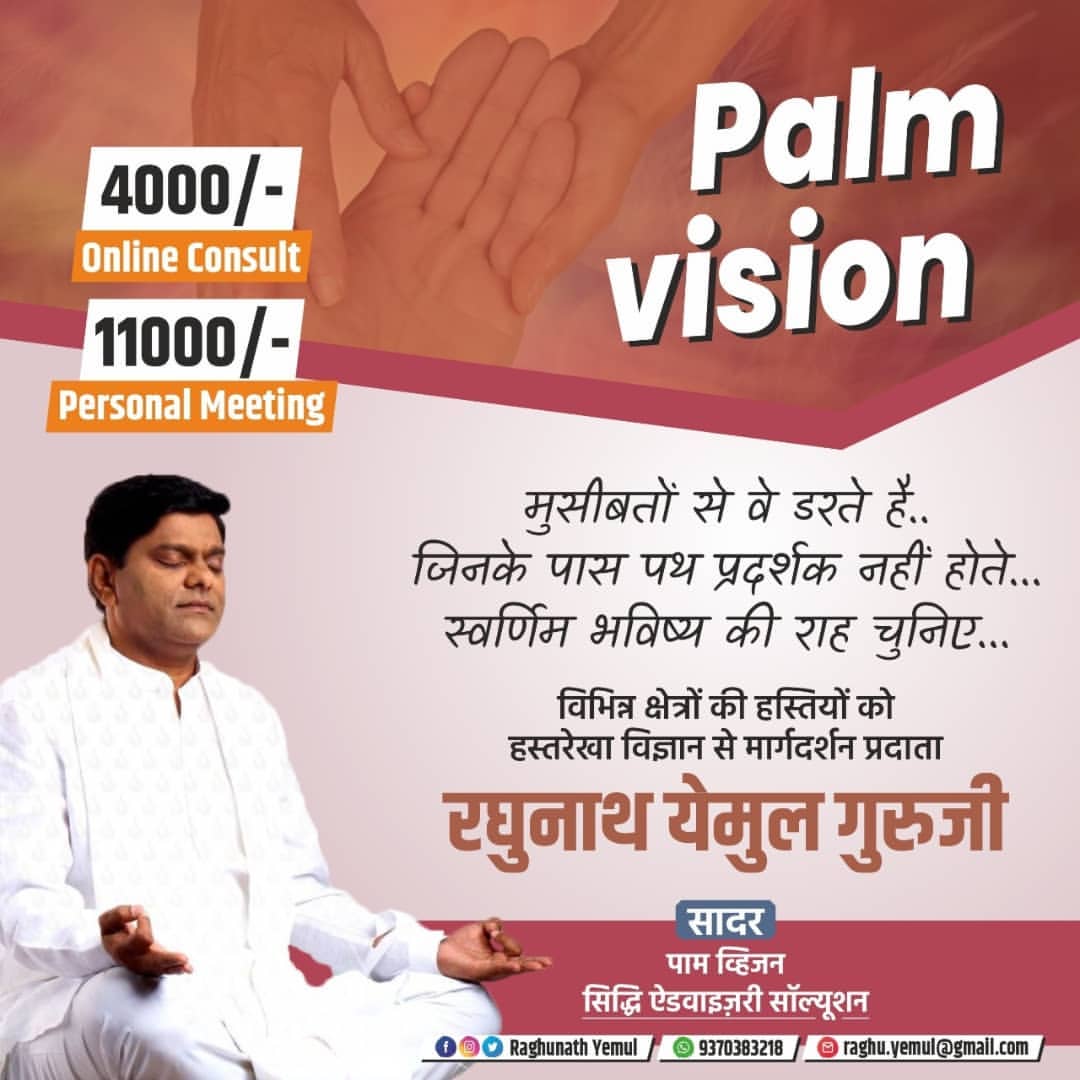 Palm
vision
4000/-
Online Consult
11000/-
Personal Meeting
मुसीबतों से वे डरते है..
जिनके पास पथ प्रदर्शक नहीं होते...
स्वर्णिम भविष्य की राह चुनिए...
विभिन्न क्षेत्रों की हस्तियों को
हस्तरेखा विज्ञान से मार्गदर्शन प्रदाता
रघुनाथ येमुल गुरुजी
सादर
पाम व्हिजन
सिद्धि ऐडवाइज़री सॉल्यूशन
Raghunath Yemul / 9370383218 / raghu.yemul@gmail.com /